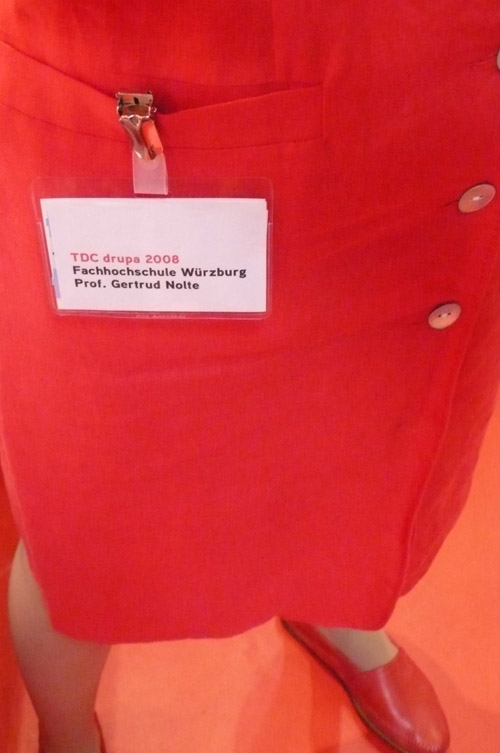 TDC drupa 2008
Fachhochschule Würzburg
Prof. Gertrud Nolte